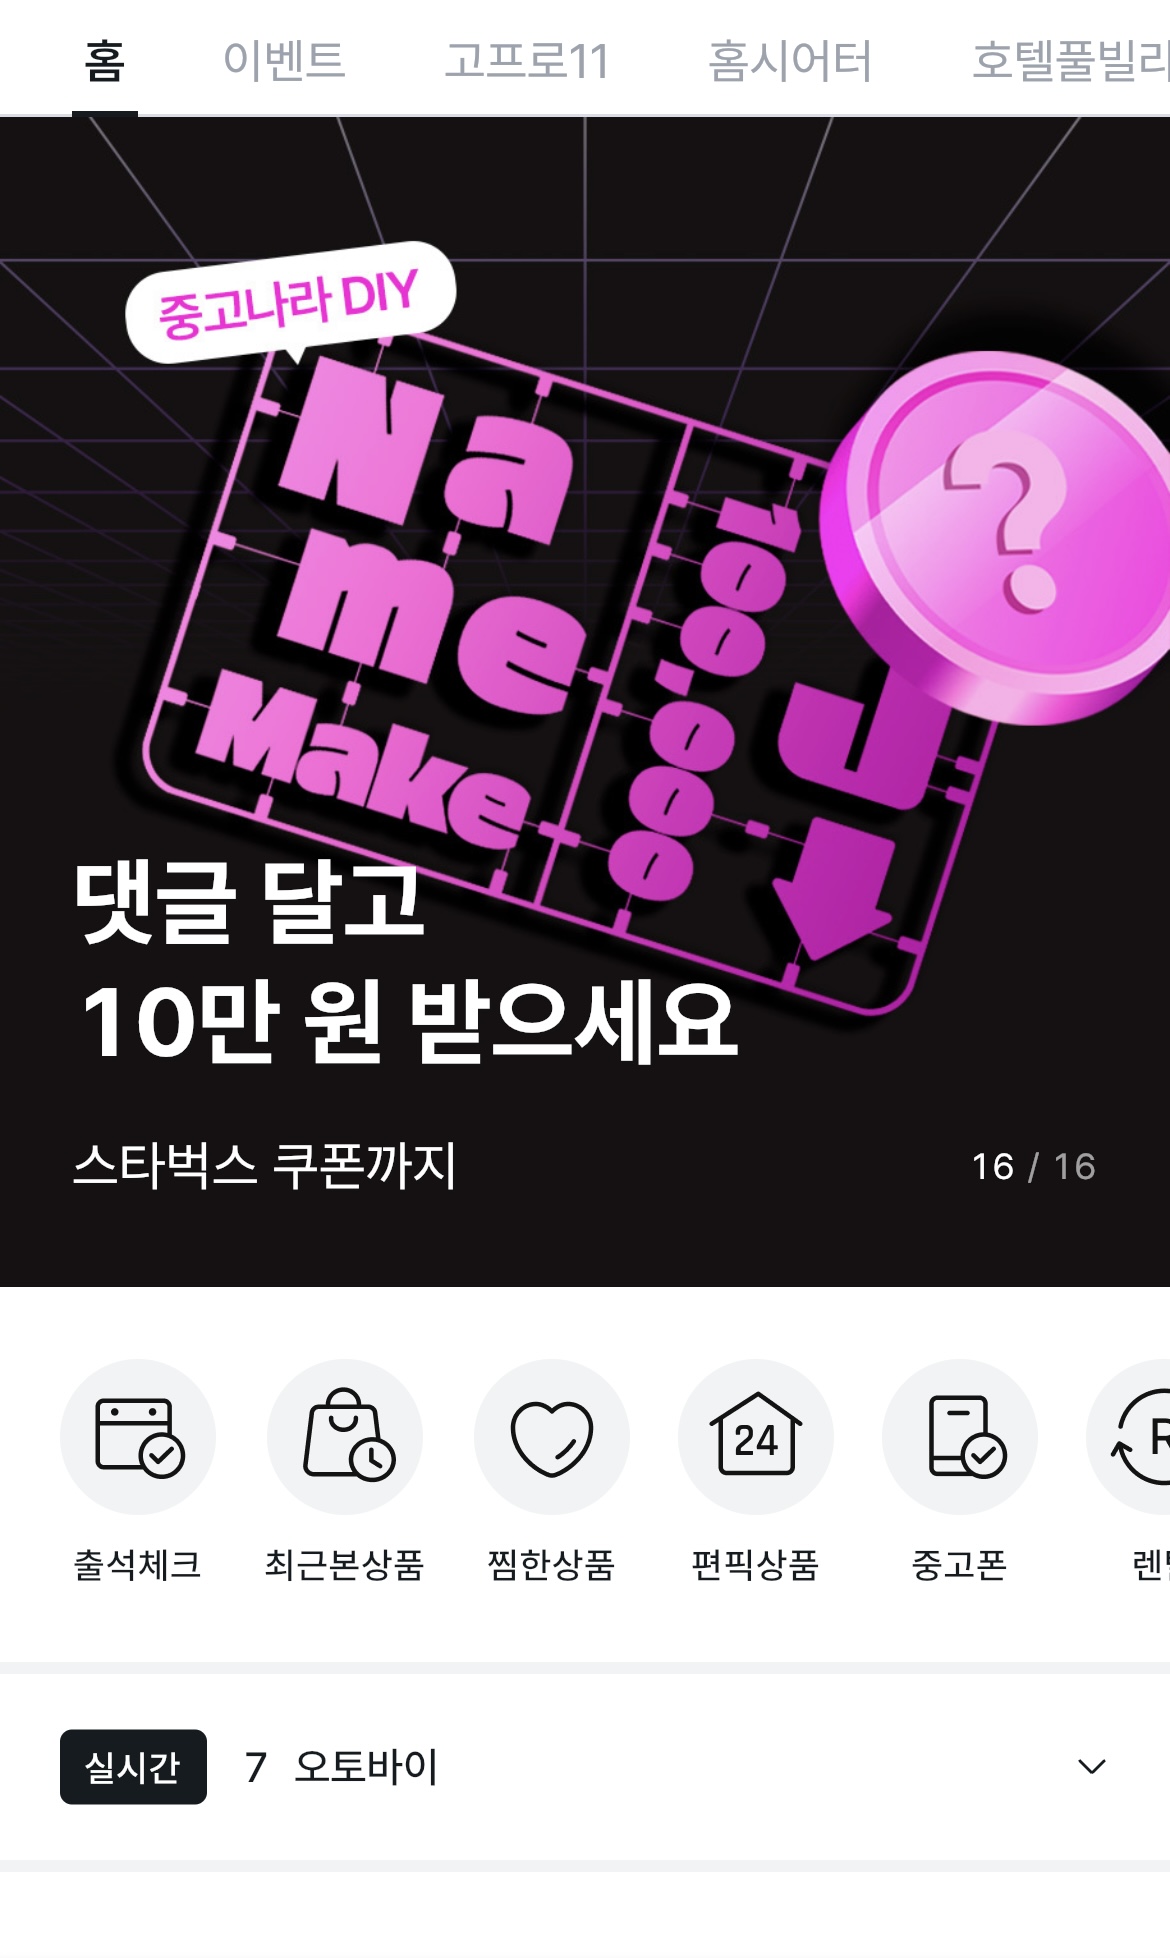 홈 이벤트 고프로11 홈시어터 호텔풀빌라
중고나라 DIY
Na
me
Make
100,000
?
댓글 달고
10만 원 받으세요
스타벅스 쿠폰까지
16 / 16
24
R
출석체크 최근본상품 찜한상품 편픽상품 중고폰
실시간 7 오토바이